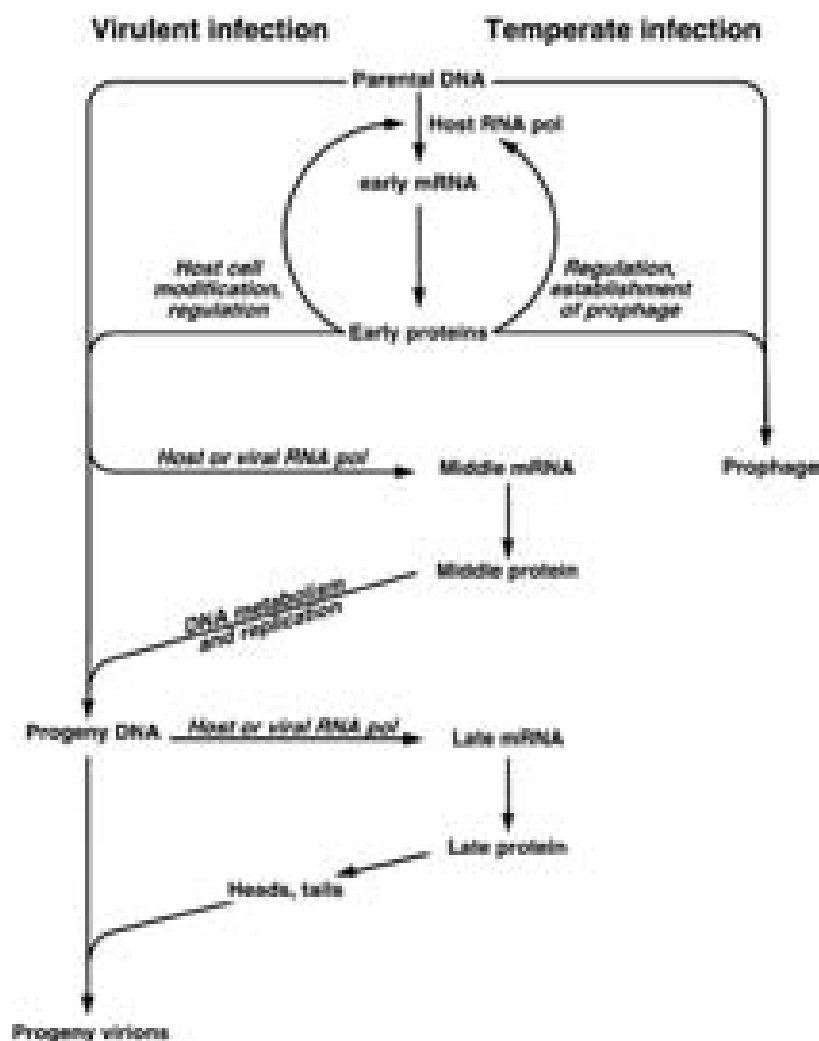 Virulent infection
Temperate infection
Parental DNA
Host RNA pol
early mRNA
Host cell
modification,
regulation
Regulation,
establishment
of prophage
Early proteins
Host or viral RNA pol
Middle mRNA
Prophage
Middle protein
DNA metabolism
and replication
Progeny DNA
Host or viral RNA pol
Late mRNA
Late protein
Heads, tails
Progeny virions